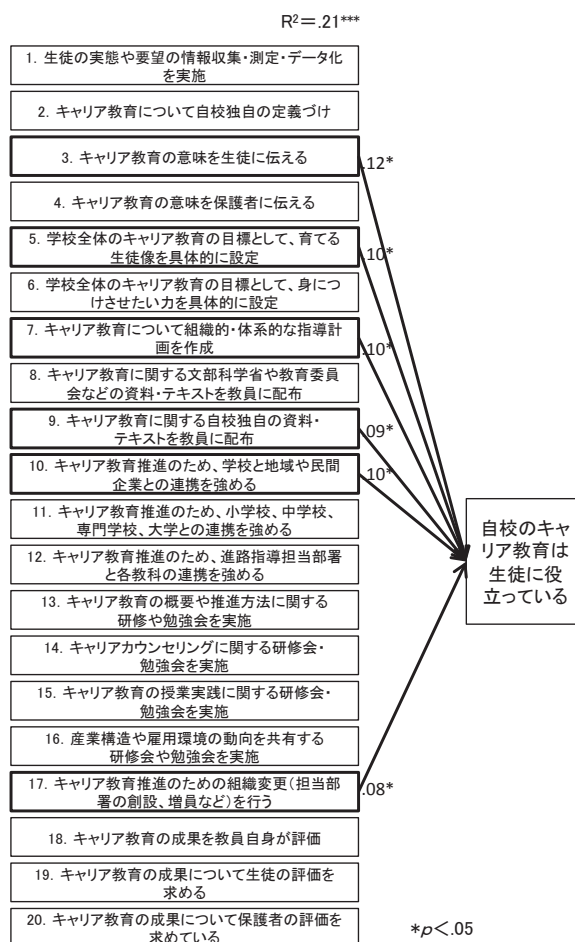 R²=.21***
1. 生徒の実態や要望の情報収集・測定・データ化
を実施
2. キャリア教育について自校独自の定義づけ
3. キャリア教育の意味を生徒に伝える
.12*
4. キャリア教育の意味を保護者に伝える
5. 学校全体のキャリア教育の目標として、育てる
生徒像を具体的に設定
.10*
6. 学校全体のキャリア教育の目標として、身につ
けさせたい力を具体的に設定
7. キャリア教育について組織的・体系的な指導計
画を作成
.10*
8. キャリア教育に関する文部科学省や教育委員
会などの資料・テキストを教員に配布
9. キャリア教育に関する自校独自の資料・
テキストを教員に配布
.09*
10. キャリア教育推進のため、学校と地域や民間
企業との連携を強める
.10*
11. キャリア教育推進のため、小学校、中学校、
専門学校、大学との連携を強める
12. キャリア教育推進のため、進路指導担当部署
と各教科の連携を強める
13. キャリア教育の概要や推進方法に関する
研修や勉強会を実施
14. キャリアカウンセリングに関する研修会・
勉強会を実施
15. キャリア教育の授業実践に関する研修会・
勉強会を実施
16. 産業構造や雇用環境の動向を共有する
研修会や勉強会を実施
17. キャリア教育推進のための組織変更(担当部
署の創設、増員など)を行う
.08*
18. キャリア教育の成果を教員自身が評価
19. キャリア教育の成果について生徒の評価を
求める
20. キャリア教育の成果について保護者の評価を
求めている
自校のキャ
リア教育は
生徒に役
立っている
*p<.05